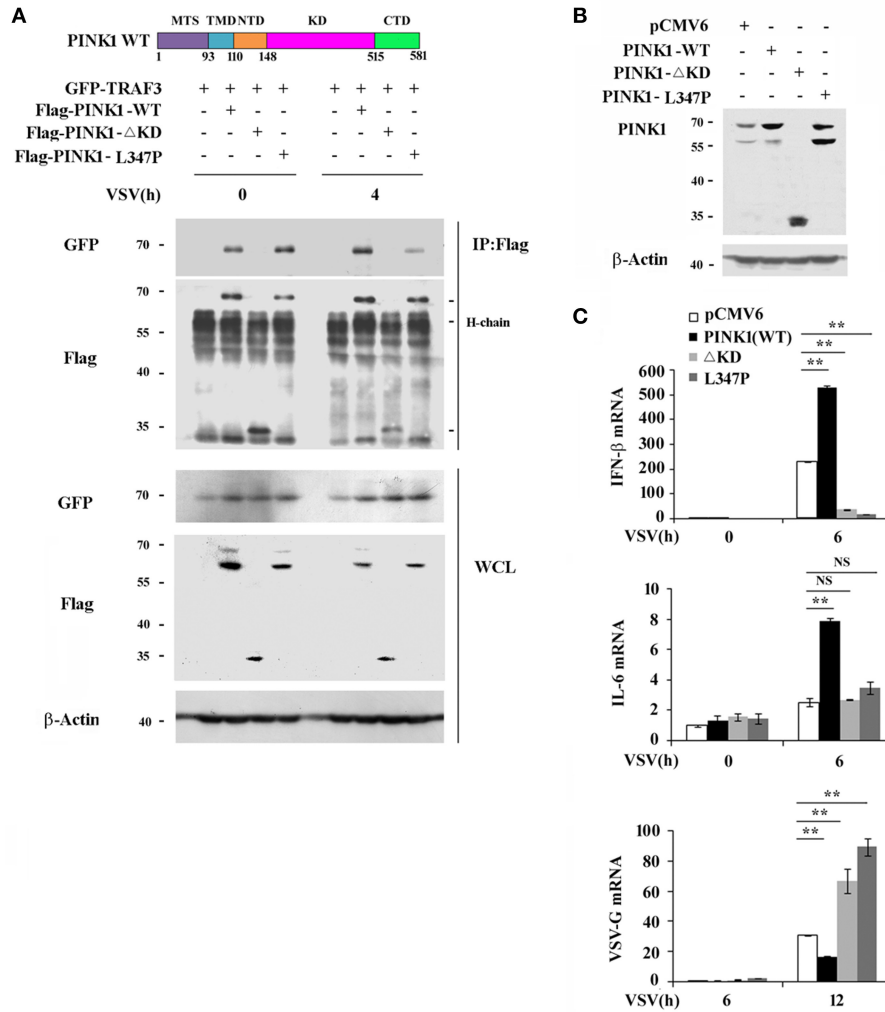 A
MTS TMD NTD KD CTD
PINK1 WT
1 93 110 148 515 581
GFP-TRAF3 + + + + + + + +
Flag-PINK1-WT - + - - - + - -
Flag-PINK1-△KD - - + - - - + -
Flag-PINK1- L347P - - - + - - - +
VSV(h) 0 4
GFP 70 - IP:Flag
70 -
H-chain
55 -
Flag
40 -
35 -
GFP 70 -
70 -
WCL
55 -
Flag
40 -
35 -
β-Actin 40 -
B
pCMV6 + - - -
PINK1-WT - + - -
PINK1-△KD - - + -
PINK1- L347P - - - +
PINK1 70 -
55 -
35 -
β-Actin 40 -
C
pCMV6
PINK1(WT)
△KD
L347P
**
**
**
IFN-β mRNA
600
500
400
300
200
100
0
VSV(h) 0 6
NS
NS
**
IL-6 mRNA
10
8
6
4
2
0
VSV(h) 0 6
**
**
**
VSV-G mRNA
100
80
60
40
20
0
VSV(h) 6 12